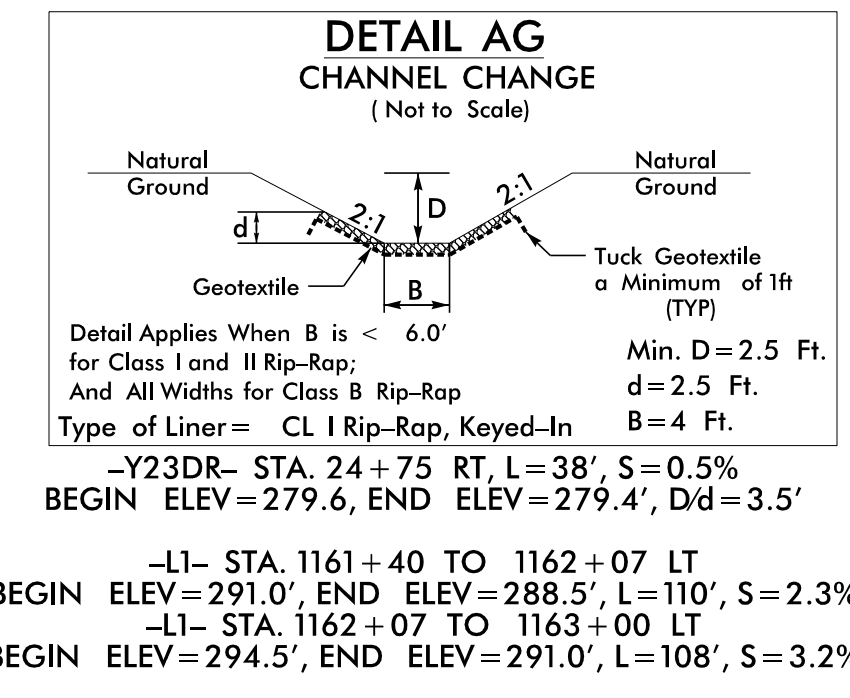 DETAIL AG
CHANNEL CHANGE
( Not to Scale)
Natural
Ground
Natural
Ground
2:1
D
2:1
d
Geotextile
B
Tuck Geotextile
a Minimum of 1ft
(TYP)
Detail Applies When B is < 6.0'
for Class I and II Rip–Rap;
And All Widths for Class B Rip–Rap
Type of Liner = CL I Rip–Rap, Keyed–In
Min. D = 2.5 Ft.
d = 2.5 Ft.
B = 4 Ft.
–Y23DR– STA. 24 + 75 RT, L = 38', S = 0.5%
BEGIN ELEV = 279.6, END ELEV = 279.4', D/d = 3.5'
–L1– STA. 1161 + 40 TO 1162 + 07 LT
BEGIN ELEV = 291.0', END ELEV = 288.5', L = 110', S = 2.3%
–L1– STA. 1162 + 07 TO 1163 + 00 LT
BEGIN ELEV = 294.5', END ELEV = 291.0', L = 108', S = 3.2%